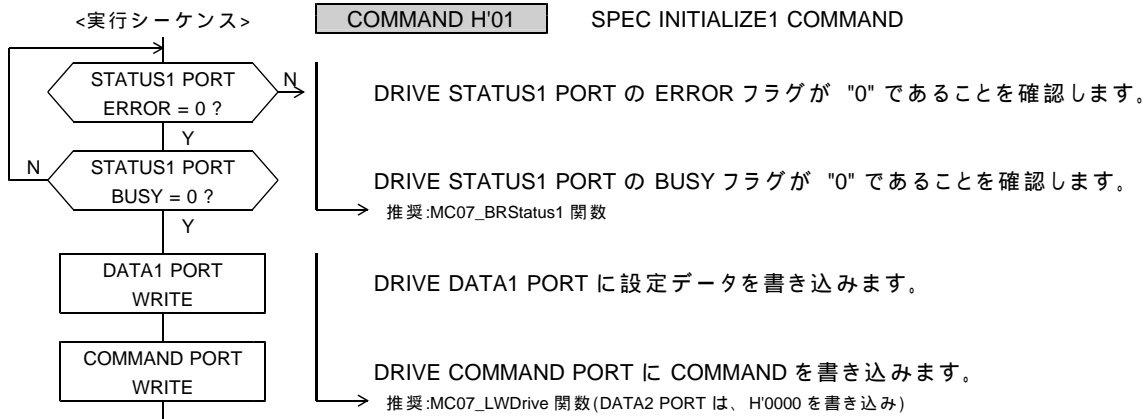 <実行シーケンス>
COMMAND H'01
SPEC INITIALIZE1 COMMAND
STATUS1 PORT
ERROR = 0 ?
N
DRIVE STATUS1 PORT の ERROR フラグが "0" であることを確認します。
Y
N
STATUS1 PORT
BUSY = 0 ?
DRIVE STATUS1 PORT の BUSY フラグが "0" であることを確認します。
推奨:MC07_BRStatus1 関数
Y
DATA1 PORT
WRITE
DRIVE DATA1 PORT に設定データを書き込みます。
COMMAND PORT
WRITE
DRIVE COMMAND PORT に COMMAND を書き込みます。
推奨:MC07_LWDrive 関数(DATA2 PORT は、H'0000 を書き込み)